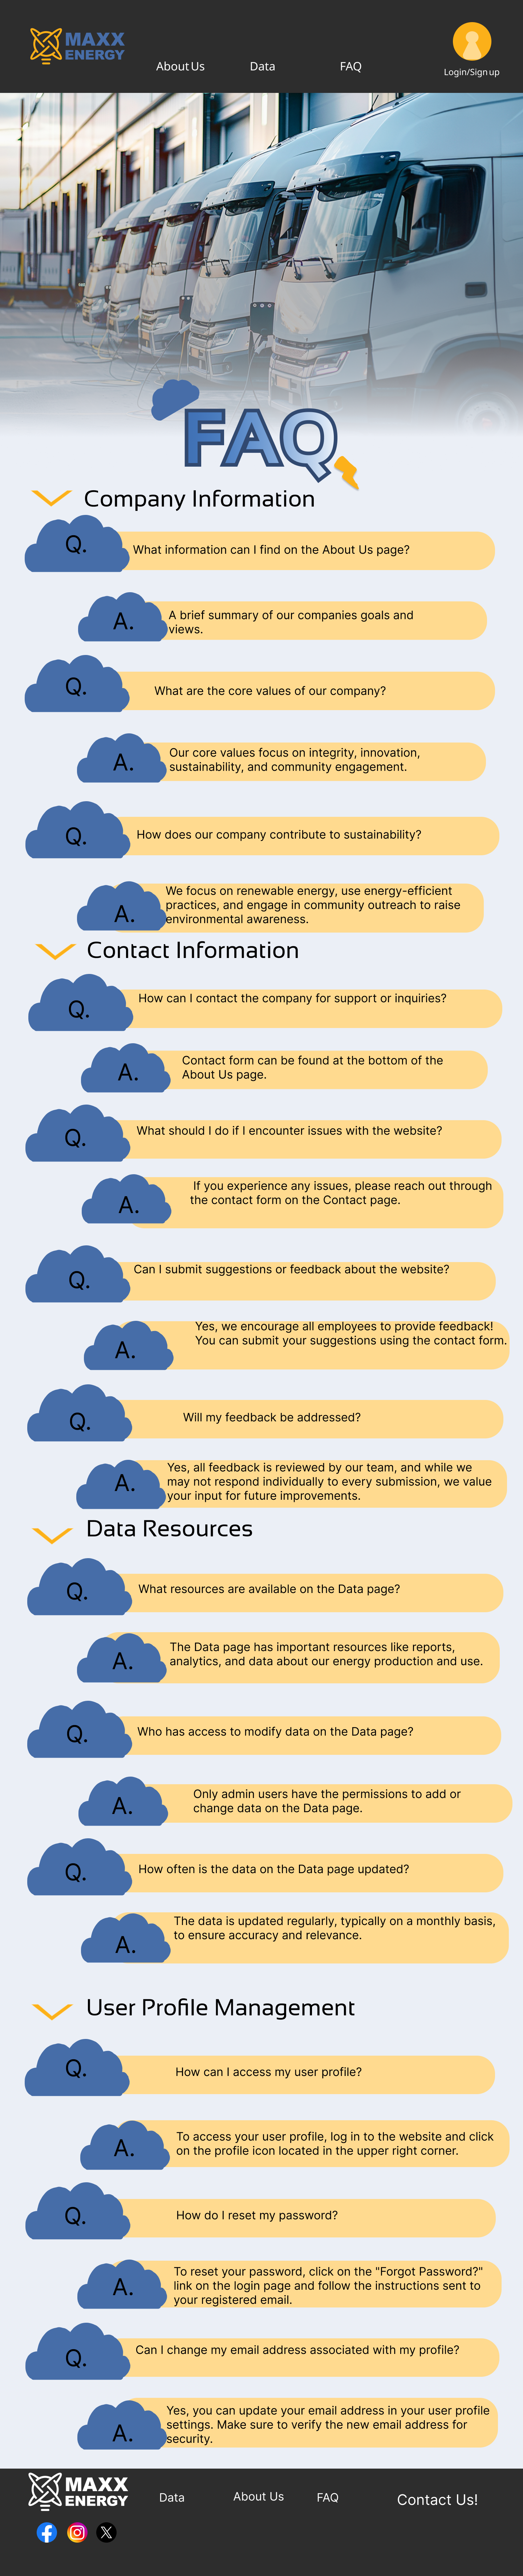 MAXX
ENERGY
About Us
Data
FAQ
Login/Sign up
FAQ
Company Information
Q.
What information can I find on the About Us page?
A.
A brief summary of our companies goals and
views.
Q.
What are the core values of our company?
A.
Our core values focus on integrity, innovation,
sustainability, and community engagement.
Q.
How does our company contribute to sustainability?
A.
We focus on renewable energy, use energy-efficient
practices, and engage in community outreach to raise
environmental awareness.
Contact Information
Q.
How can I contact the company for support or inquiries?
A.
Contact form can be found at the bottom of the
About Us page.
Q.
What should I do if I encounter issues with the website?
A.
If you experience any issues, please reach out through
the contact form on the Contact page.
Q.
Can I submit suggestions or feedback about the website?
A.
Yes, we encourage all employees to provide feedback!
You can submit your suggestions using the contact form.
Q.
Will my feedback be addressed?
A.
Yes, all feedback is reviewed by our team, and while we
may not respond individually to every submission, we value
your input for future improvements.
Data Resources
Q.
What resources are available on the Data page?
A.
The Data page has important resources like reports,
analytics, and data about our energy production and use.
Q.
Who has access to modify data on the Data page?
A.
Only admin users have the permissions to add or
change data on the Data page.
Q.
How often is the data on the Data page updated?
A.
The data is updated regularly, typically on a monthly basis,
to ensure accuracy and relevance.
User Profile Management
Q.
How can I access my user profile?
A.
To access your user profile, log in to the website and click
on the profile icon located in the upper right corner.
Q.
How do I reset my password?
A.
To reset your password, click on the "Forgot Password?"
link on the login page and follow the instructions sent to
your registered email.
Q.
Can I change my email address associated with my profile?
A.
Yes, you can update your email address in your user profile
settings. Make sure to verify the new email address for
security.
MAXX
ENERGY
Data
About Us
FAQ
Contact Us!